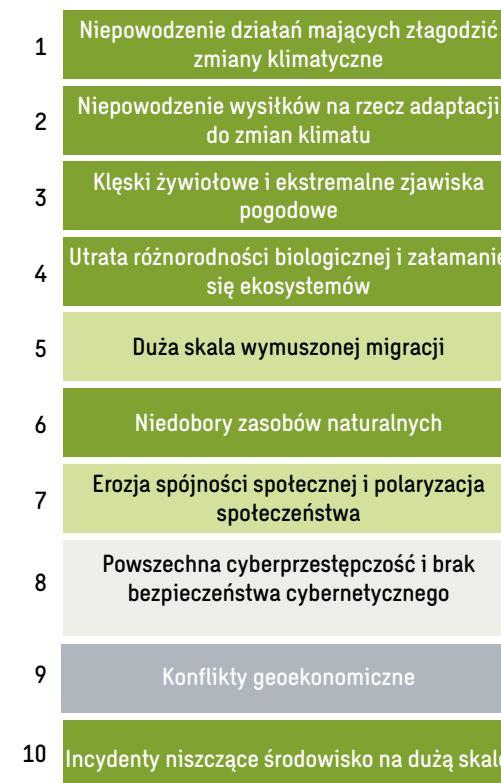 1
Niepowodzenie działań mających złagodzić
zmiany klimatyczne
2
Niepowodzenie wysiłków na rzecz adaptacji
do zmian klimatu
3
Klęski żywiołowe i ekstremalne zjawiska
pogodowe
4
Utrata różnorodności biologicznej i załamanie
się ekosystemów
5
Duża skala wymuszonej migracji
6
Niedobory zasobów naturalnych
7
Erozja spójności społecznej i polaryzacja
społeczeństwa
8
Powszechna cyberprzestępczość i brak
bezpieczeństwa cybernetycznego
9
Konflikty geoekonomiczne
10
Incydenty niszczące środowisko na dużą skalę